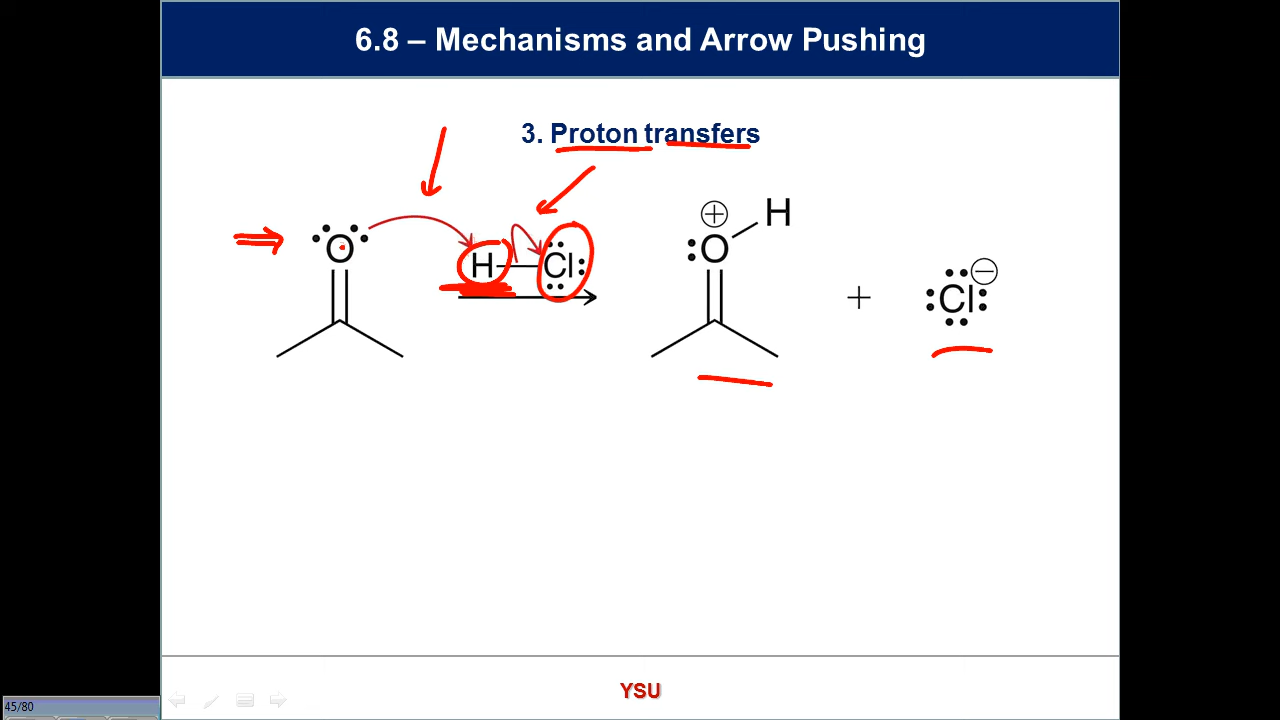 6.8 – Mechanisms and Arrow Pushing
3. Proton transfers
O H Cl
⊕ O H
+
Cl ⊖
YSU
45/80